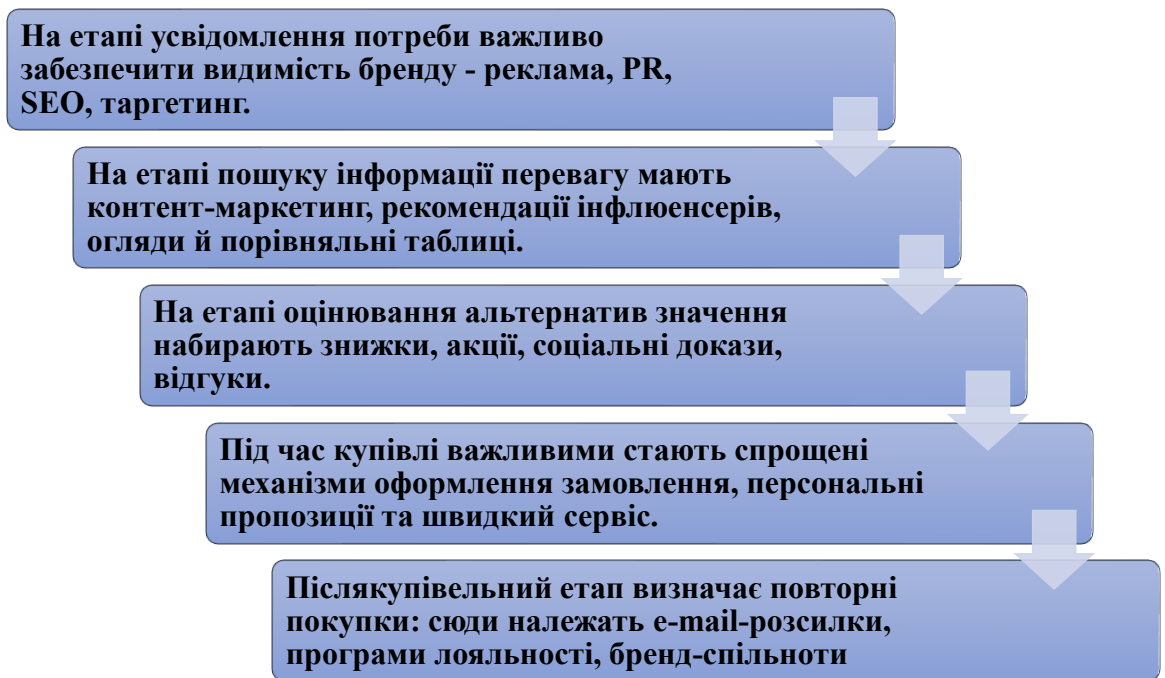 На етапі усвідомлення потреби важливо
забезпечити видимість бренду - реклама, PR,
SEO, таргетинг.
На етапі пошуку інформації перевагу мають
контент-маркетинг, рекомендації інфлюенсерів,
огляди й порівняльні таблиці.
На етапі оцінювання альтернатив значення
набирають знижки, акції, соціальні докази,
відгуки.
Під час купівлі важливими стають спрощені
механізми оформлення замовлення, персональні
пропозиції та швидкий сервіс.
Післякупівельний етап визначає повторні
покупки: сюди належать e-mail-розсилки,
програми лояльності, бренд-спільноти